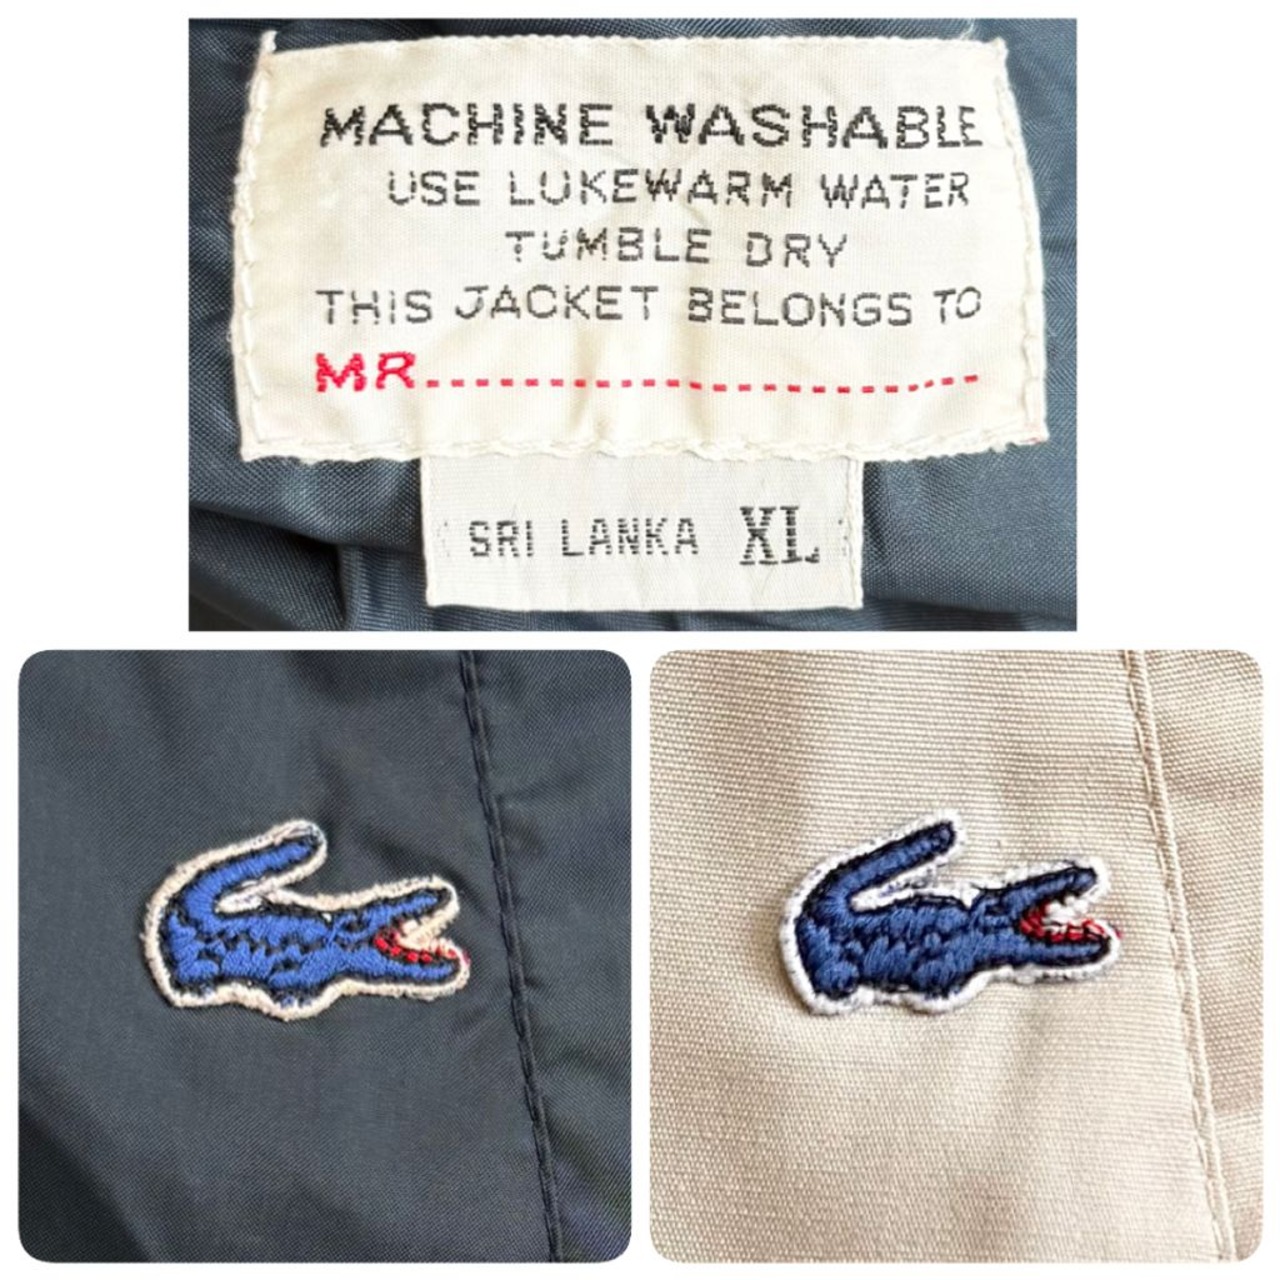 MACHINE WASHABLE
USE LUKEWARM WATER
TUMBLE DRY
THIS JACKET BELONGS TO
MR........................................
SRI LANKA XL